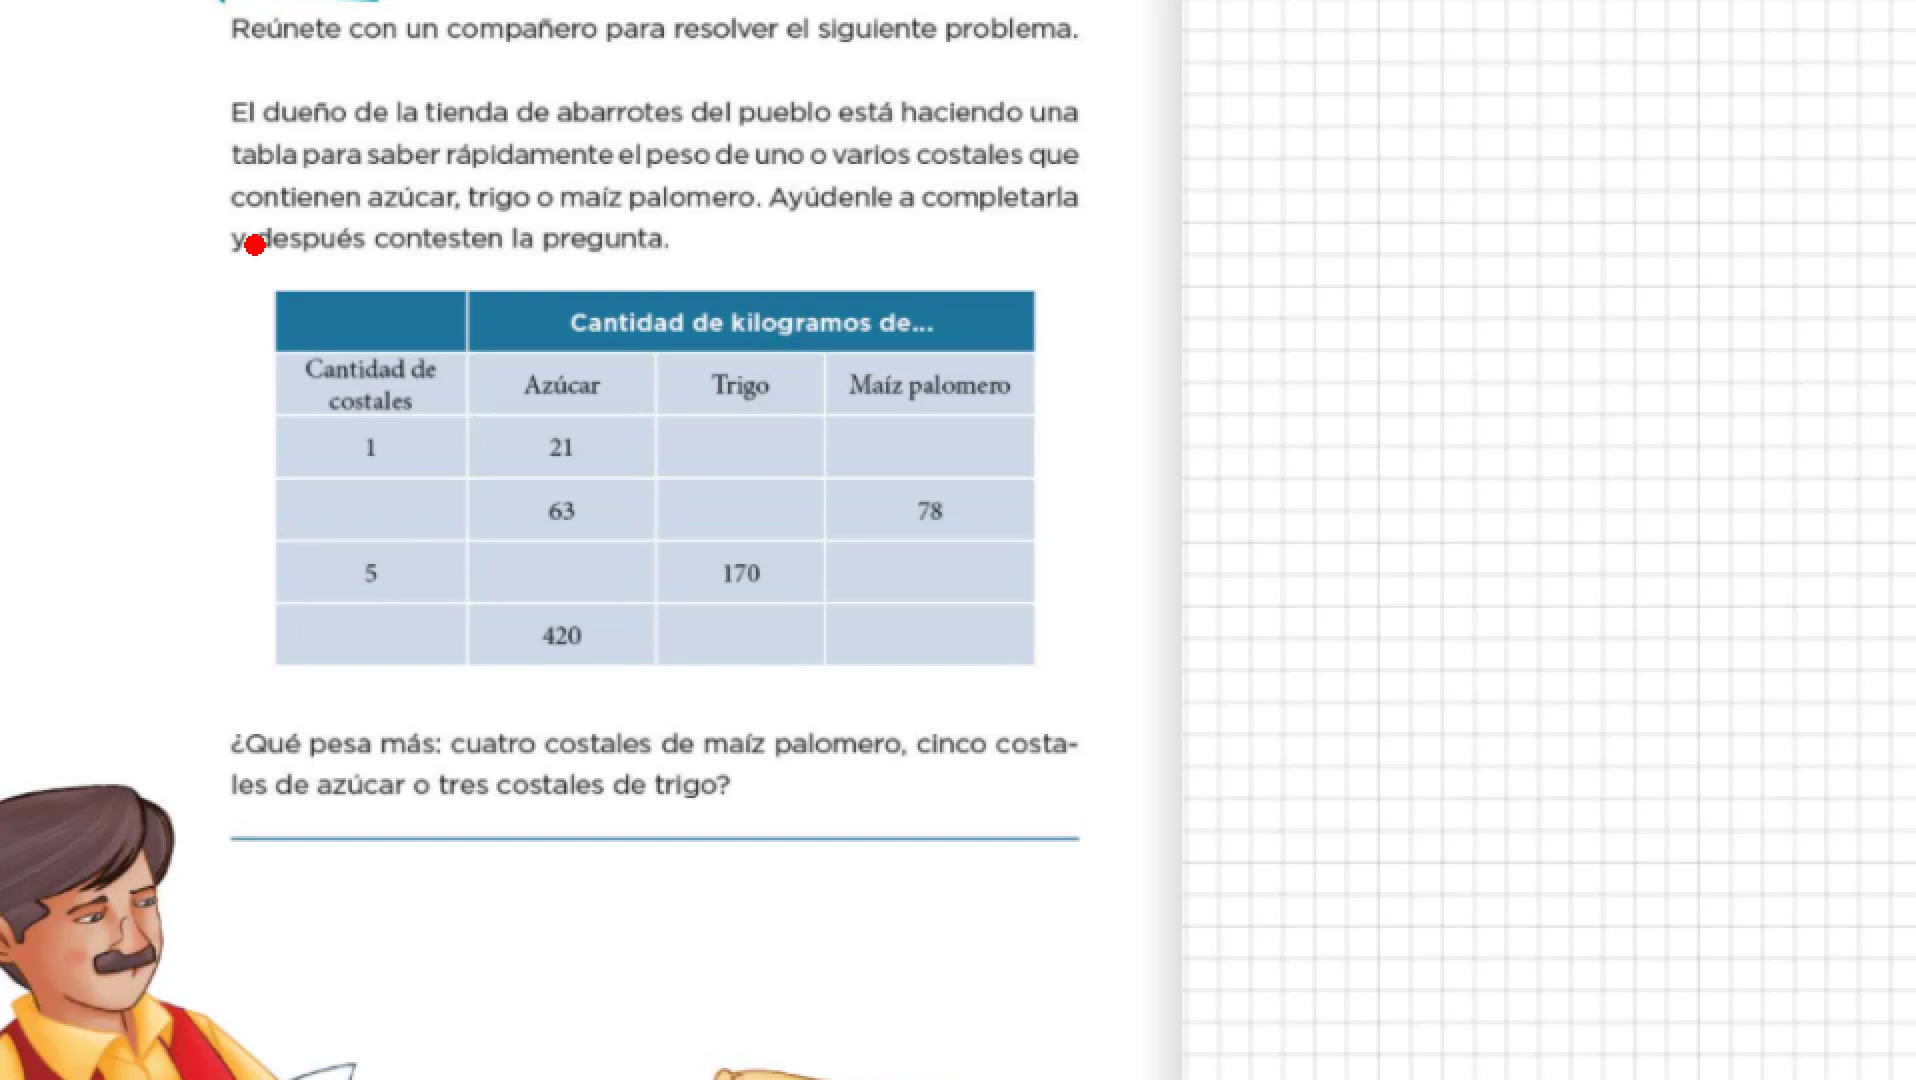 Reúnete con un compañero para resolver el siguiente problema.
El dueño de la tienda de abarrotes del pueblo está haciendo una
tabla para saber rápidamente el peso de uno o varios costales que
contienen azúcar, trigo o maíz palomero. Ayúdenle a completarla
y después contesten la pregunta.
Cantidad de kilogramos de...
Cantidad de costales Azúcar Trigo Maíz palomero
1 21
63 78
5 170
420
¿Qué pesa más: cuatro costales de maíz palomero, cinco costa-
les de azúcar o tres costales de trigo?